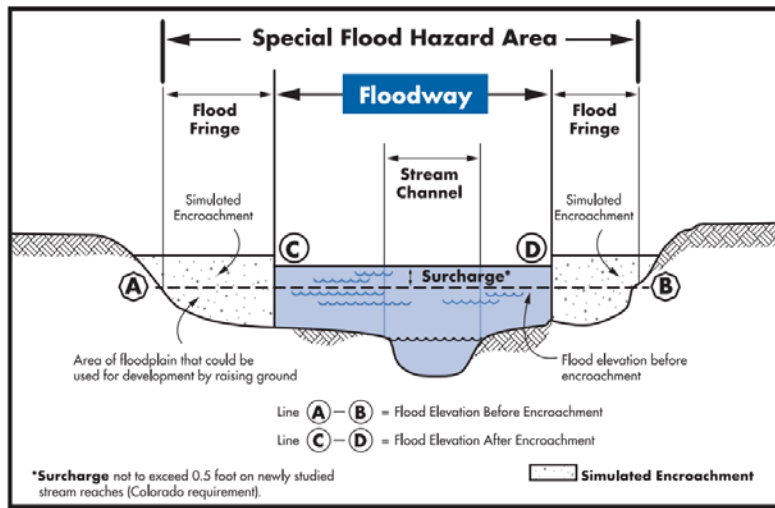 Special Flood Hazard Area
Flood
Fringe
Floodway
Flood
Fringe
Stream
Channel
Simulated
Encroachment
Simulated
Encroachment
C
D
Surcharge*
A
B
Area of floodplain that could be
used for development by raising ground
Flood elevation before
encroachment
Line A – B = Flood Elevation Before Encroachment
Line C – D = Flood Elevation After Encroachment
*Surcharge not to exceed 0.5 foot on newly studied
stream reaches (Colorado requirement).
Simulated Encroachment